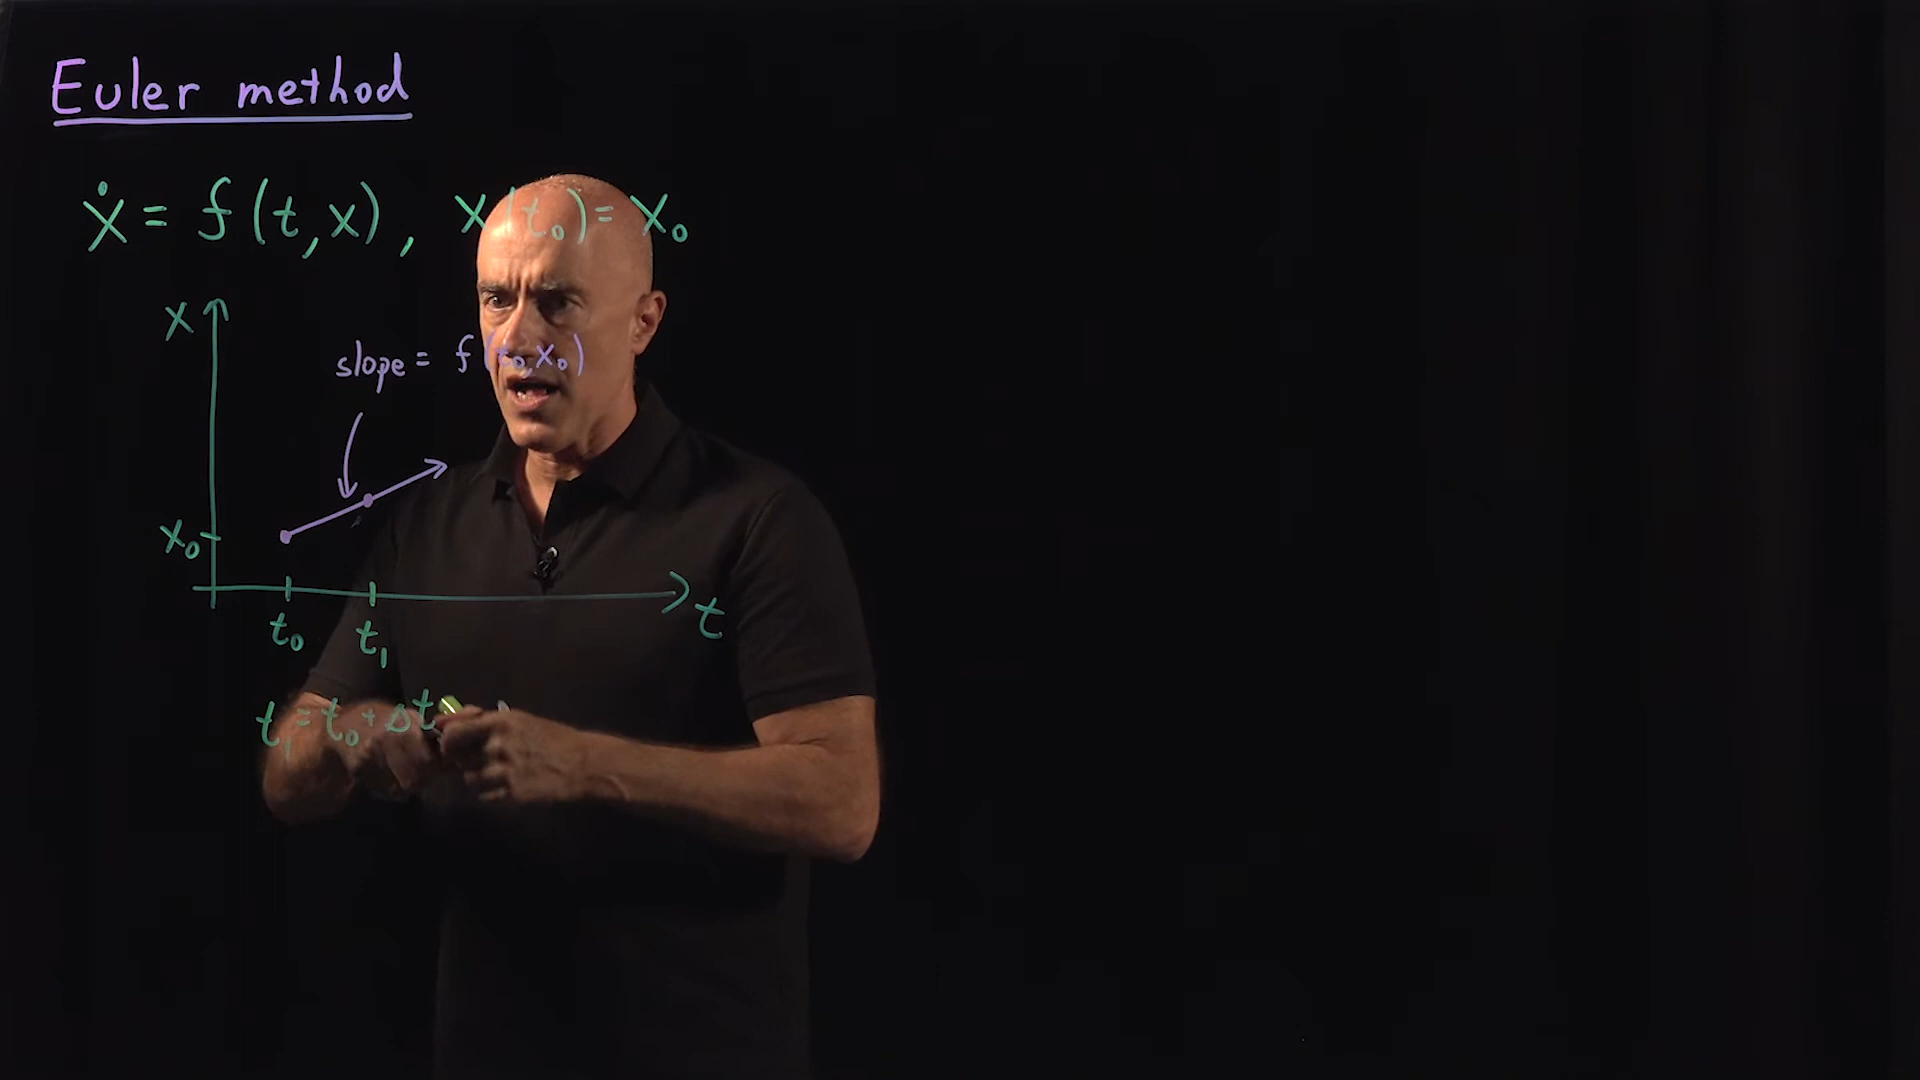 Euler method
ẋ = f(t,x), x(t₀) = x₀
x
slope = f(t₀,x₀)
x₀
t₀ t₁ t
t₁ = t₀ + Δt